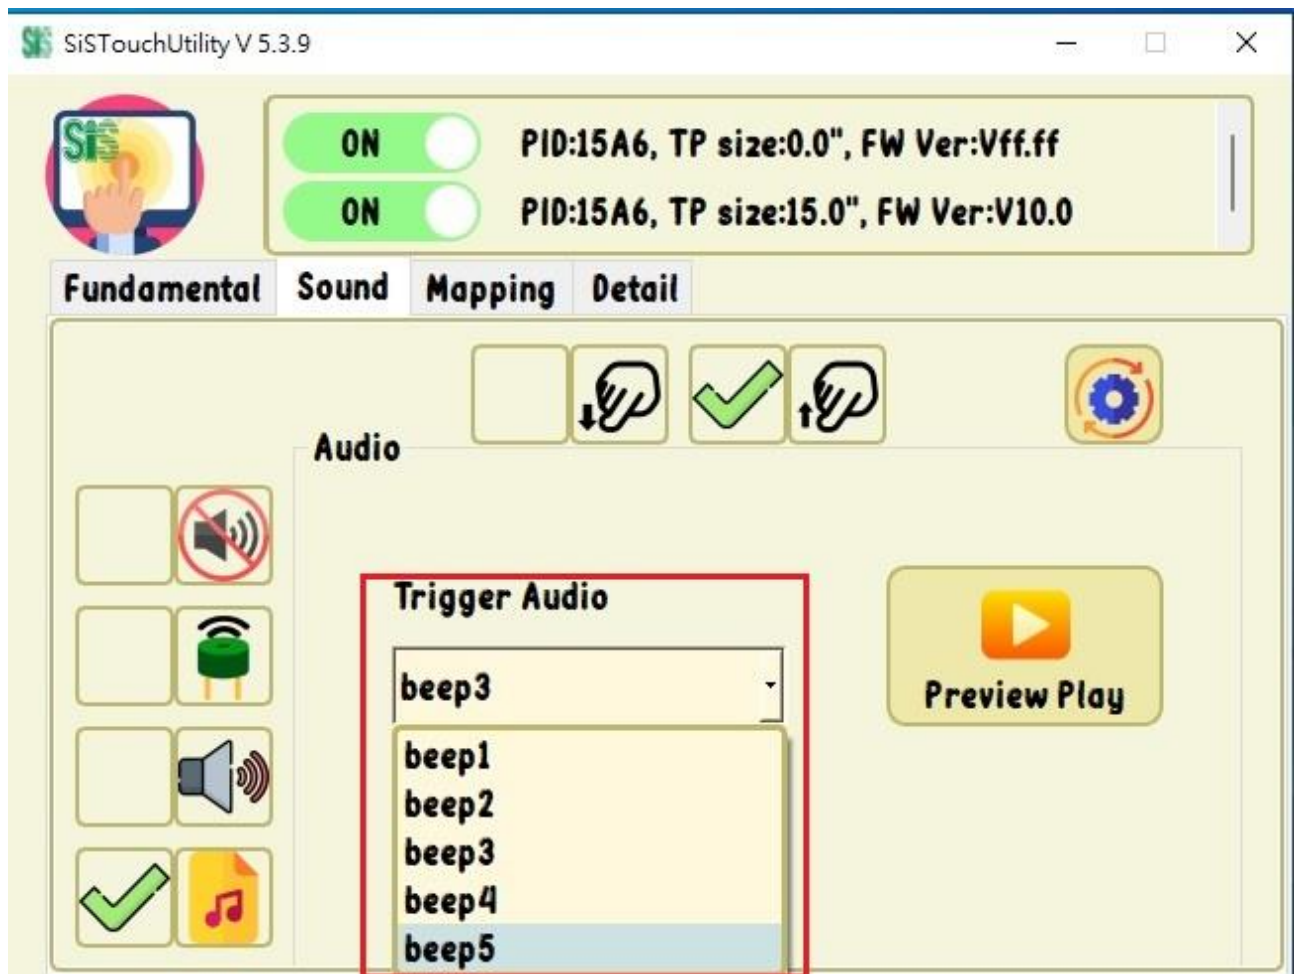 SiSTouchUtility V 5.3.9
SiS
ON PID:15A6, TP size:0.0", FW Ver:Vff.ff
ON PID:15A6, TP size:15.0", FW Ver:V10.0
Fundamental Sound Mapping Detail
Audio
Trigger Audio
beep3
Preview Play
beep1
beep2
beep3
beep4
beep5